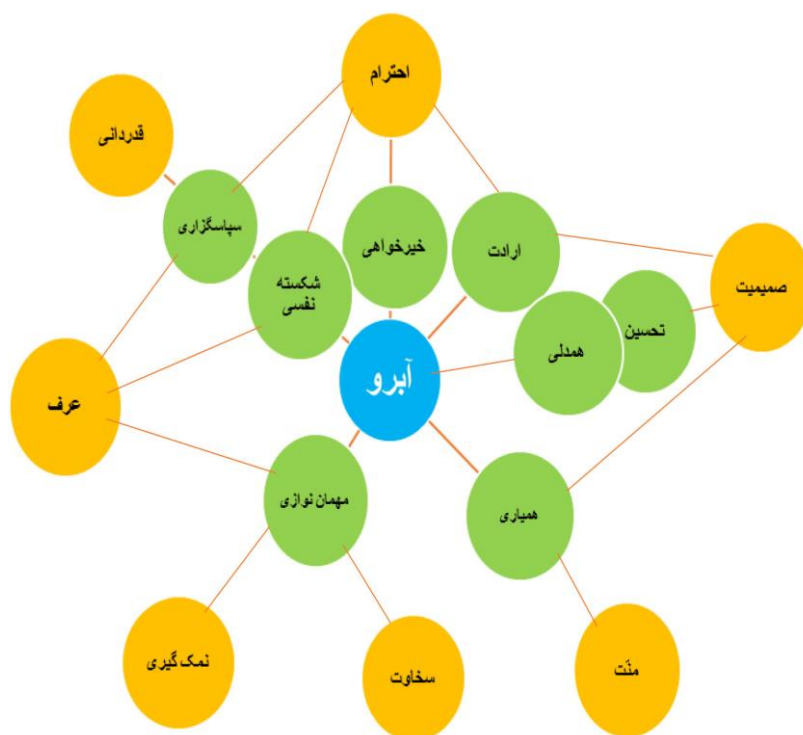 احترام
قدردانی
سپاسگزاری
خیرخواهی
ارادت
شکسته
نفسی
صمیمیت
تحسین
همدلی
آبرو
عرف
مهمان نوازی
همیاری
نمک گیری
سخاوت
منّت